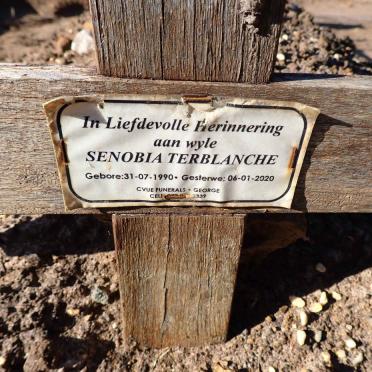 In Liefdevolle Herinnering
aan wyle
SENOBIA TERBLANCHE
Gebore:31-07-1990 • Gesterwe: 06-01-2020
CVUE FUNERALS • GEORGE